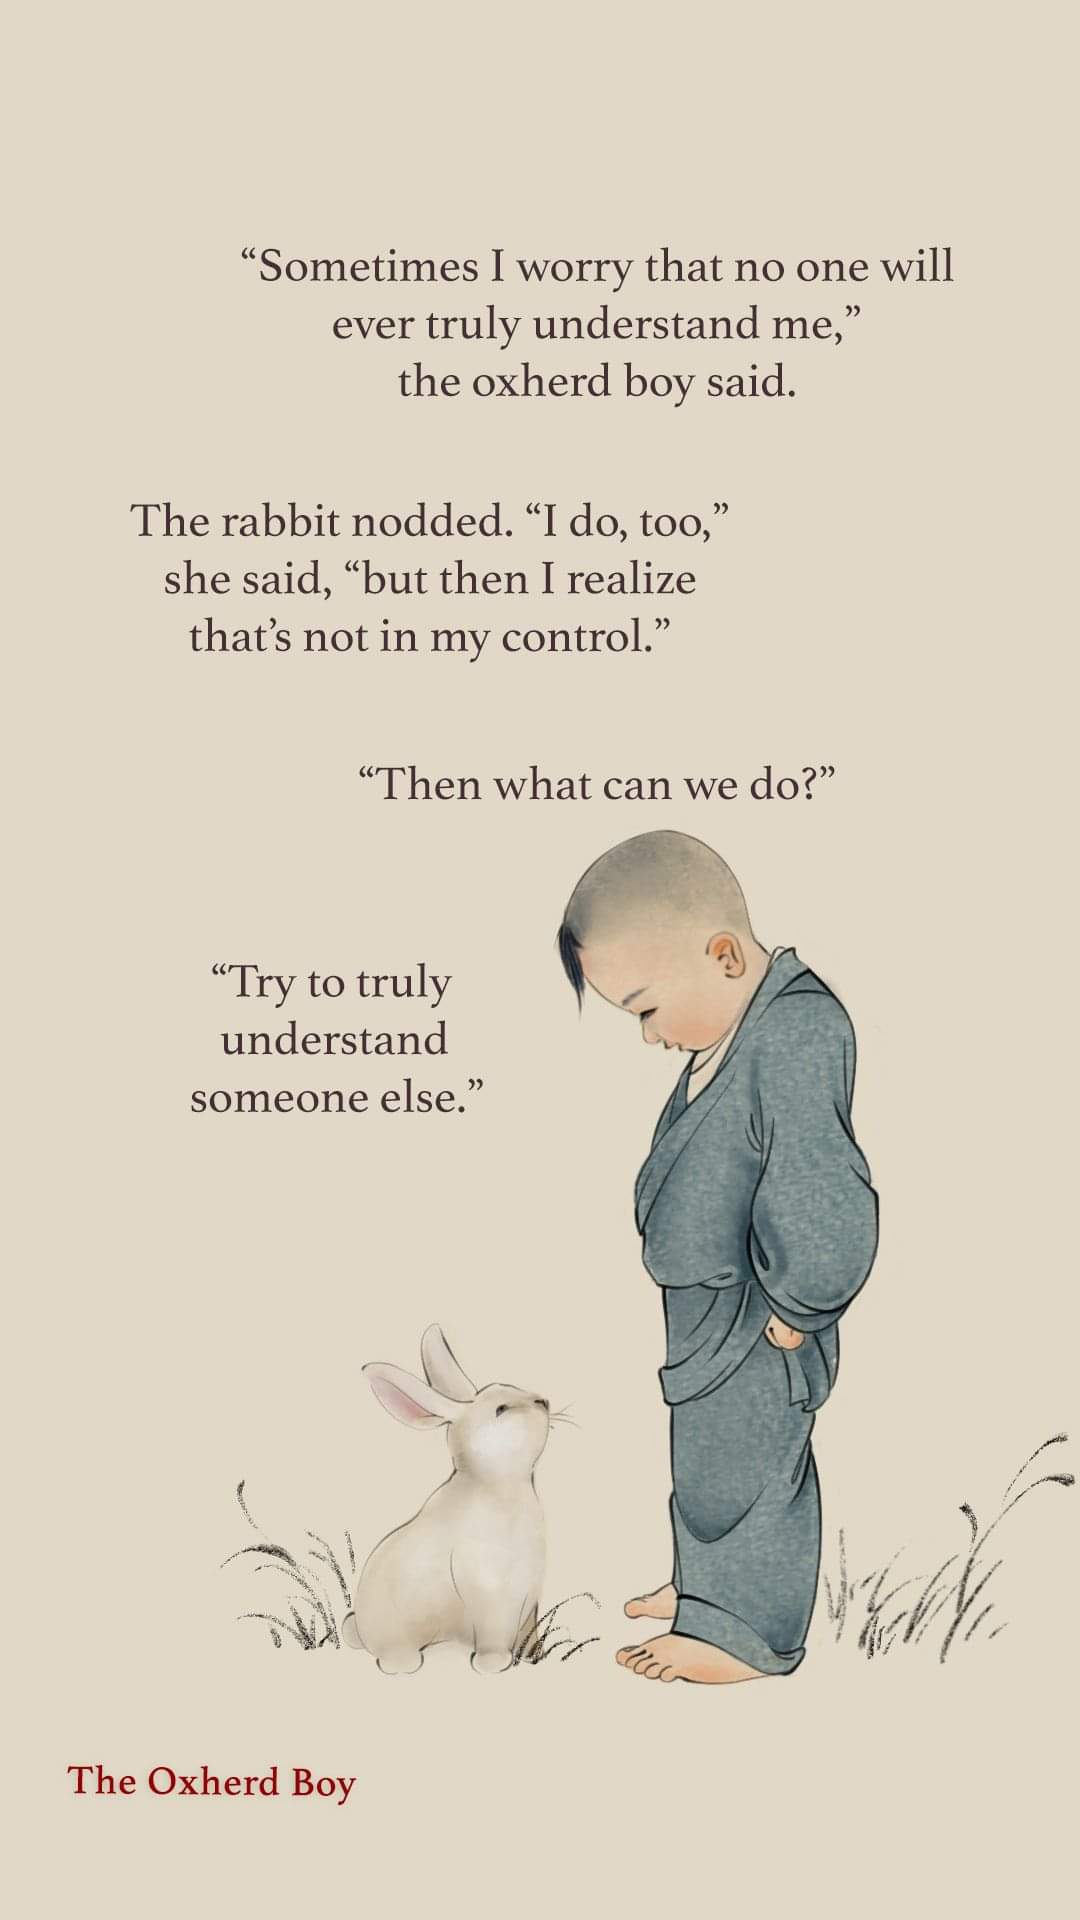 “Sometimes I worry that no one will
ever truly understand me,”
the oxherd boy said.
The rabbit nodded. “I do, too,”
she said, “but then I realize
that’s not in my control.”
“Then what can we do?”
“Try to truly
understand
someone else.”
The Oxherd Boy